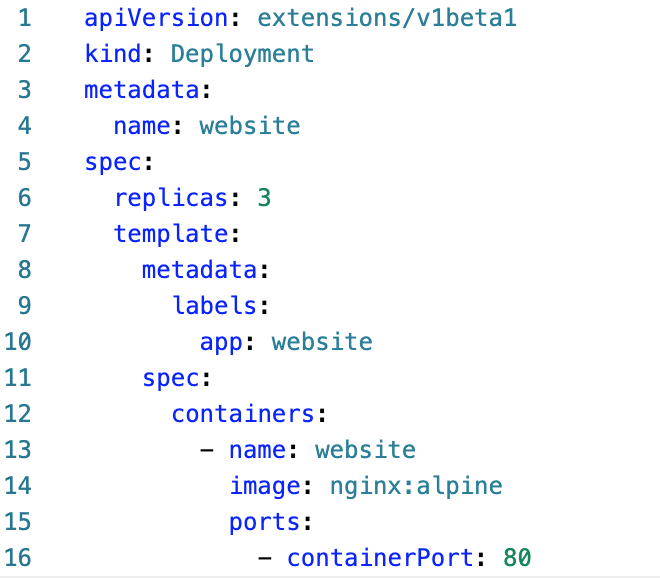 1 apiVersion: extensions/v1beta1
2 kind: Deployment
3 metadata:
4   name: website
5 spec:
6   replicas: 3
7   template:
8     metadata:
9       labels:
10         app: website
11     spec:
12       containers:
13         - name: website
14           image: nginx:alpine
15           ports:
16             - containerPort: 80